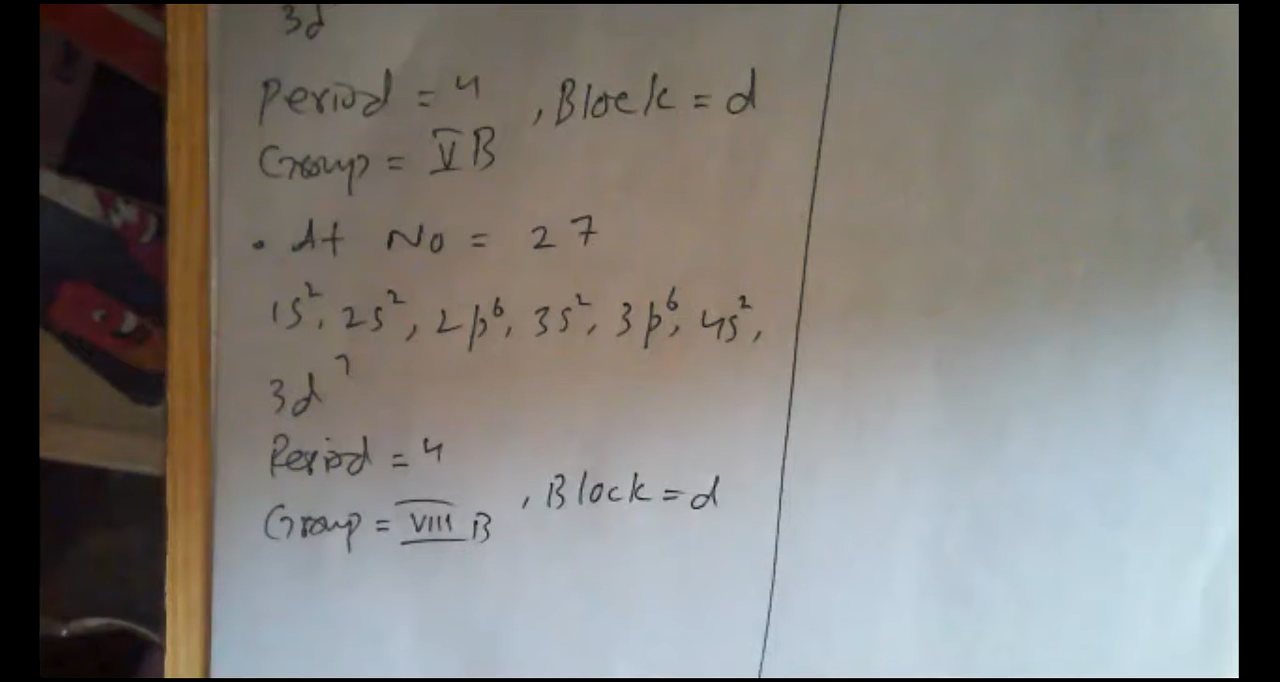 3d
Period = 4 , Block = d
Group = VB
• At No = 27
1s², 2s², 2p⁶, 3s², 3p⁶, 4s²,
3d⁷
Period = 4
Group = VIII B , Block = d